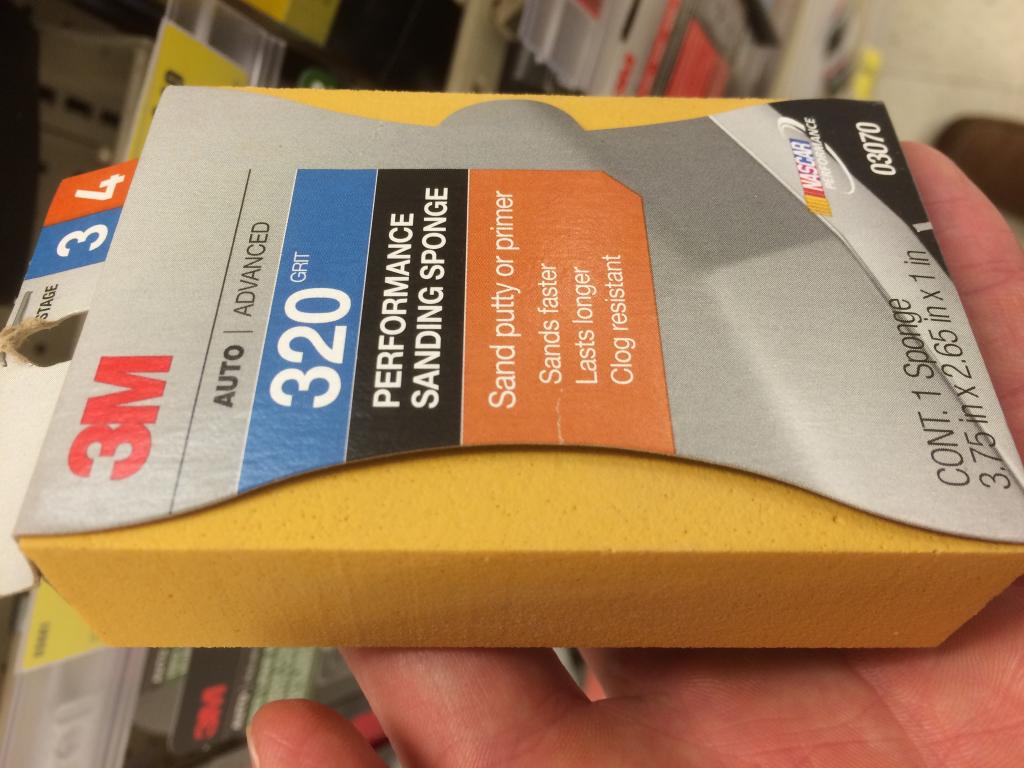 3M
STAGE
3 4
AUTO | ADVANCED
320 GRIT
PERFORMANCE
SANDING SPONGE
Sand putty or primer
Sands faster
Lasts longer
Clog resistant
NASCAR
PERFORMANCE
03070
CONT. 1 Sponge
3.75 in x 2.65 in x 1 in
3M